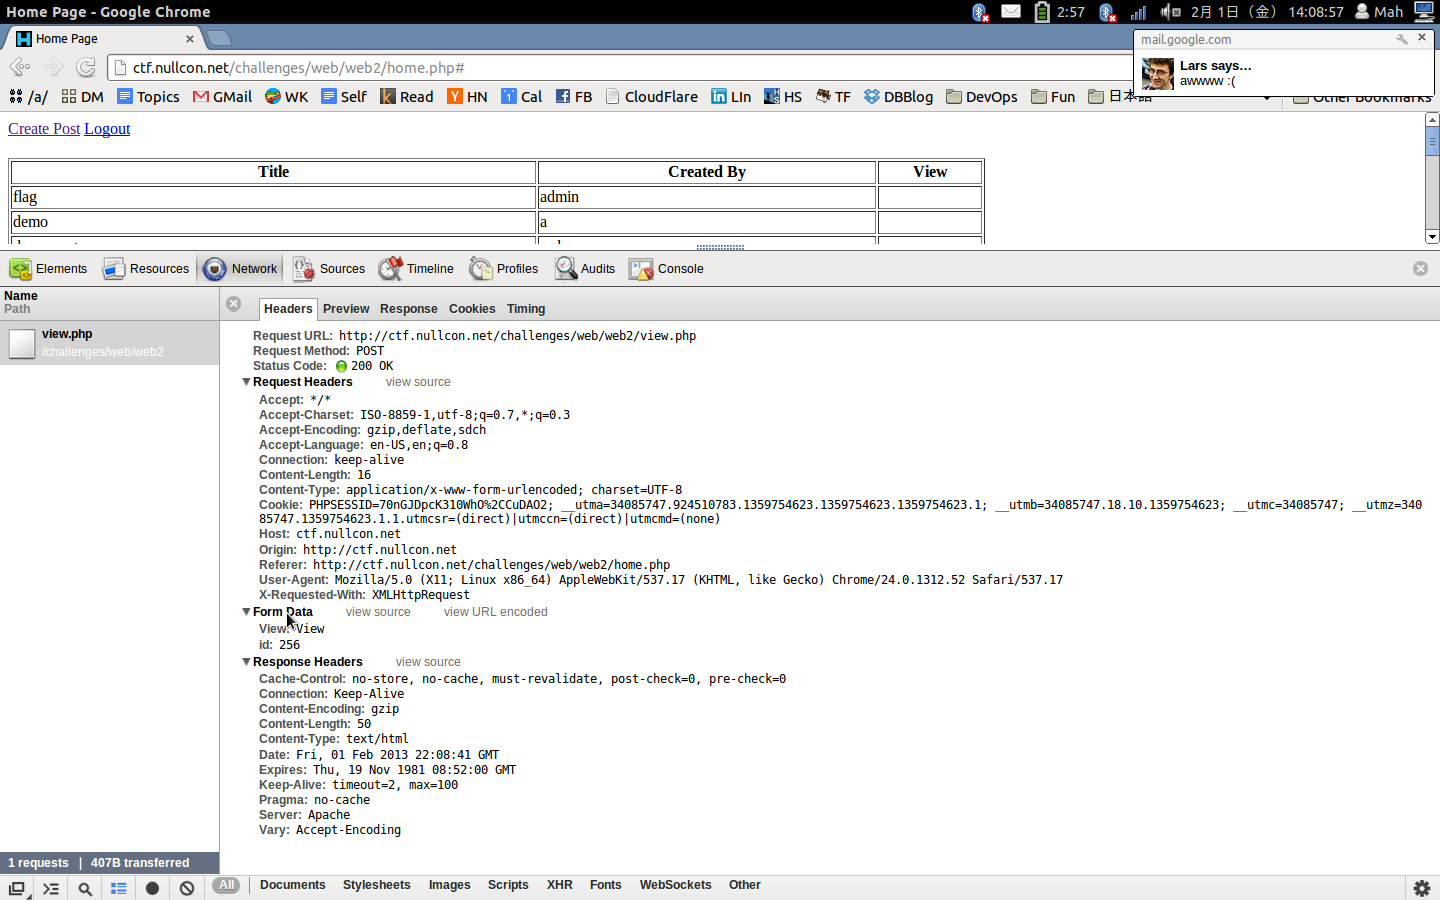 Home Page - Google Chrome
2:57
2月 1日（金） 14:08:57
Mah
Home Page
ctf.nullcon.net/challenges/web/web2/home.php#
mail.google.com
Lars says...
awwww :(
/a/ DM Topics GMail WK Self Read HN Cal FB CloudFlare LIn HS TF DBBlog DevOps Fun 日本語 Other Bookmarks
Create Post Logout
Title Created By View
flag admin
demo a
Elements Resources Network Sources Timeline Profiles Audits Console
Name
Path
Headers Preview Response Cookies Timing
view.php
/challenges/web/web2
Request URL: http://ctf.nullcon.net/challenges/web/web2/view.php
Request Method: POST
Status Code: 200 OK
Request Headers view source
Accept: */*
Accept-Charset: ISO-8859-1,utf-8;q=0.7,*;q=0.3
Accept-Encoding: gzip,deflate,sdch
Accept-Language: en-US,en;q=0.8
Connection: keep-alive
Content-Length: 16
Content-Type: application/x-www-form-urlencoded; charset=UTF-8
Cookie: PHPSESSID=70nGJDpcK310WhO%2CCuDAO2; __utma=34085747.924510783.1359754623.1359754623.1359754623.1; __utmb=34085747.18.10.1359754623; __utmc=34085747; __utmz=340
85747.1359754623.1.1.utmcsr=(direct)|utmccn=(direct)|utmcmd=(none)
Host: ctf.nullcon.net
Origin: http://ctf.nullcon.net
Referer: http://ctf.nullcon.net/challenges/web/web2/home.php
User-Agent: Mozilla/5.0 (X11; Linux x86_64) AppleWebKit/537.17 (KHTML, like Gecko) Chrome/24.0.1312.52 Safari/537.17
X-Requested-With: XMLHttpRequest
Form Data view source view URL encoded
View: View
id: 256
Response Headers view source
Cache-Control: no-store, no-cache, must-revalidate, post-check=0, pre-check=0
Connection: Keep-Alive
Content-Encoding: gzip
Content-Length: 50
Content-Type: text/html
Date: Fri, 01 Feb 2013 22:08:41 GMT
Expires: Thu, 19 Nov 1981 08:52:00 GMT
Keep-Alive: timeout=2, max=100
Pragma: no-cache
Server: Apache
Vary: Accept-Encoding
1 requests | 407B transferred
All Documents Stylesheets Images Scripts XHR Fonts WebSockets Other